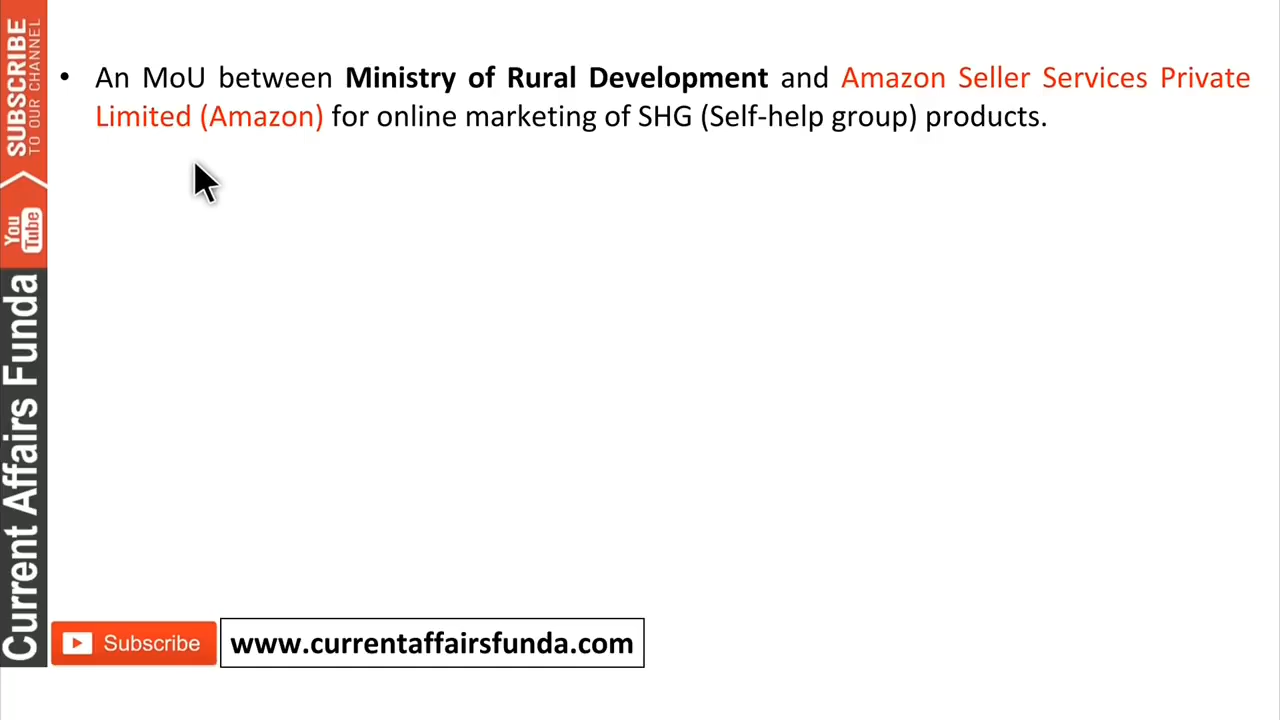 • An MoU between Ministry of Rural Development and Amazon Seller Services Private
Limited (Amazon) for online marketing of SHG (Self-help group) products.
SUBSCRIBE
TO OUR CHANNEL
You Tube
Current Affairs Funda
Subscribe
www.currentaffairsfunda.com